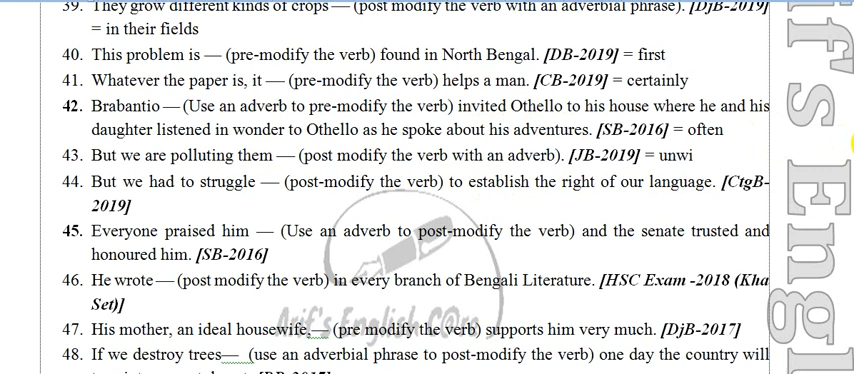 39. They grow different kinds of crops — (post modify the verb with an adverbial phrase). [DjB-2019]
= in their fields
40. This problem is — (pre-modify the verb) found in North Bengal. [DB-2019] = first
41. Whatever the paper is, it — (pre-modify the verb) helps a man. [CB-2019] = certainly
42. Brabantio — (Use an adverb to pre-modify the verb) invited Othello to his house where he and his
daughter listened in wonder to Othello as he spoke about his adventures. [SB-2016] = often
43. But we are polluting them — (post modify the verb with an adverb). [JB-2019] = unwi
44. But we had to struggle — (post-modify the verb) to establish the right of our language. [CtgB-
2019]
45. Everyone praised him — (Use an adverb to post-modify the verb) and the senate trusted and
honoured him. [SB-2016]
46. He wrote — (post modify the verb) in every branch of Bengali Literature. [HSC Exam -2018 (Kha
Set)]
Arif's English C@re
47. His mother, an ideal housewife,— (pre modify the verb) supports him very much. [DjB-2017]
48. If we destroy trees— (use an adverbial phrase to post-modify the verb) one day the country will